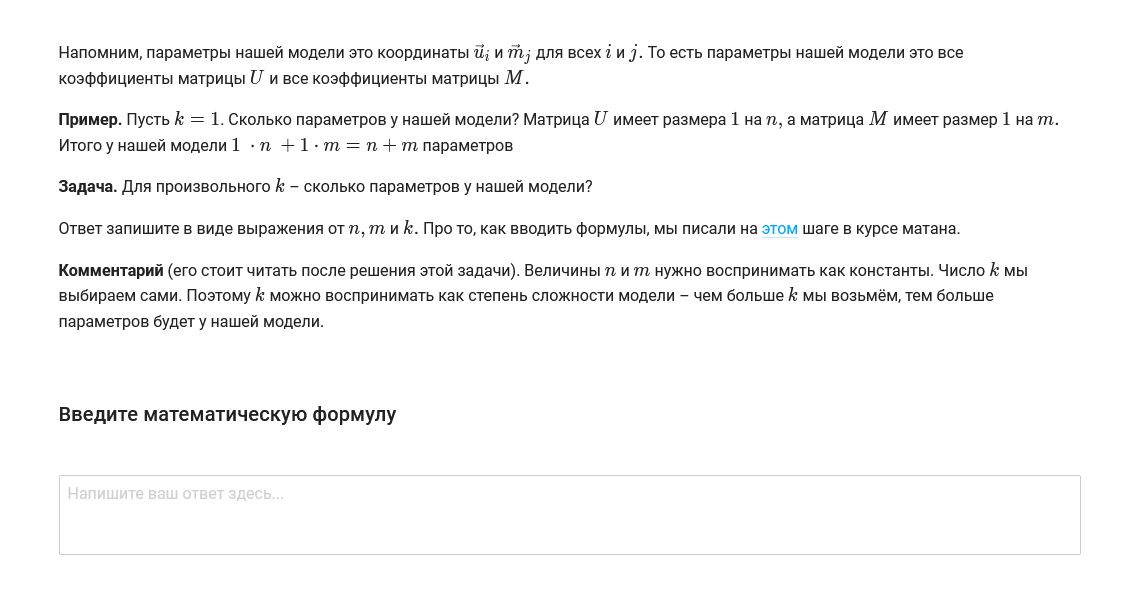 Напомним, параметры нашей модели это координаты $\vec{u}_i$ и $\vec{m}_j$ для всех $i$ и $j$. То есть параметры нашей модели это все
коэффициенты матрицы $U$ и все коэффициенты матрицы $M$.
Пример. Пусть $k = 1$. Сколько параметров у нашей модели? Матрица $U$ имеет размера 1 на $n$, а матрица $M$ имеет размер 1 на $m$.
Итого у нашей модели $1 \cdot n + 1 \cdot m = n + m$ параметров
Задача. Для произвольного $k$ – сколько параметров у нашей модели?
Ответ запишите в виде выражения от $n, m$ и $k$. Про то, как вводить формулы, мы писали на этом шаге в курсе матана.
Комментарий (его стоит читать после решения этой задачи). Величины $n$ и $m$ нужно воспринимать как константы. Число $k$ мы
выбираем сами. Поэтому $k$ можно воспринимать как степень сложности модели – чем больше $k$ мы возьмём, тем больше
параметров будет у нашей модели.
Введите математическую формулу
Напишите ваш ответ здесь...